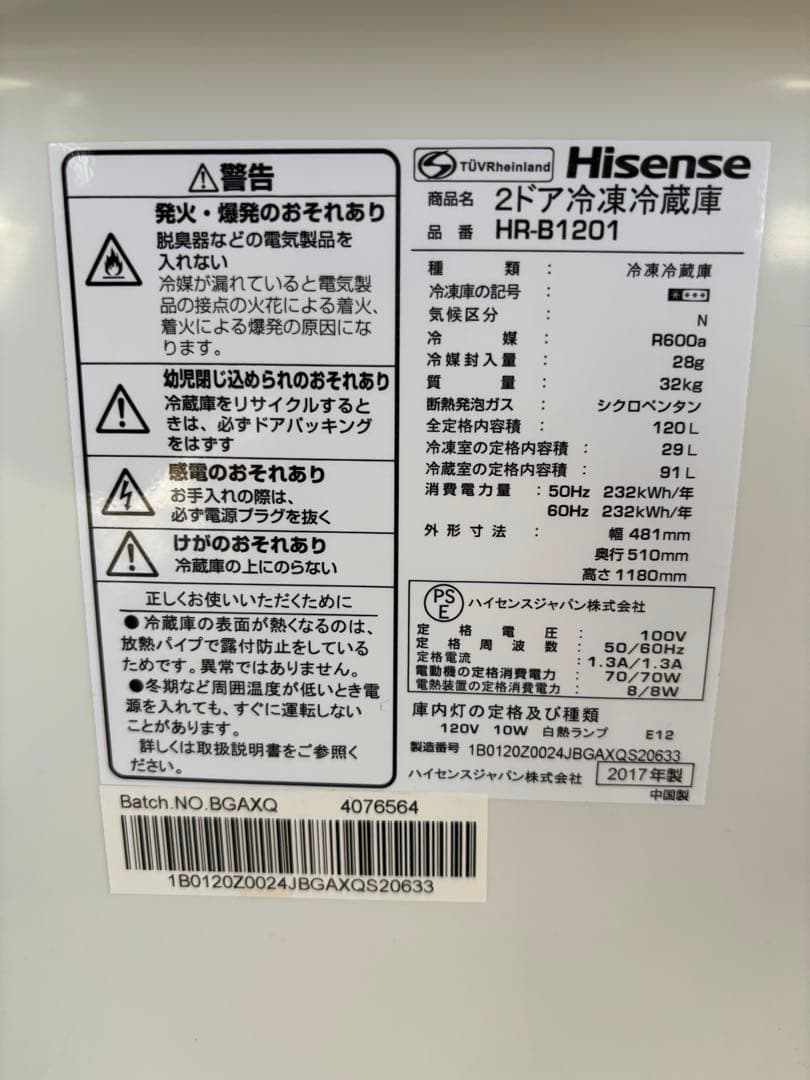 ⚠警告
発火・爆発のおそれあり
脱臭器などの電気製品を
入れない
冷媒が漏れていると電気製
品の接点の火花による着火、
着火による爆発の原因にな
ります。
幼児閉じ込められのおそれあり
冷蔵庫をリサイクルすると
きは、必ずドアパッキング
をはずす
感電のおそれあり
お手入れの際は、
必ず電源プラグを抜く
けがのおそれあり
冷蔵庫の上にのらない
正しくお使いいただくために
●冷蔵庫の表面が熱くなるのは、
放熱パイプで露付防止をしている
ためです。異常ではありません。
●冬期など周囲温度が低いとき電
源を入れても、すぐに運転しない
ことがあります。
詳しくは取扱説明書をご参照く
ださい。
TÜVRheinland Hisense
商品名 2ドア冷凍冷蔵庫
品番 HR-B1201
種類：冷凍冷蔵庫
冷凍庫の記号：
気候区分：N
冷媒：R600a
冷媒封入量：28g
質量：32kg
断熱発泡ガス：シクロペンタン
全定格内容積：120L
冷凍室の定格内容積：29L
冷蔵室の定格内容積：91L
消費電力量：50Hz 232kWh/年
60Hz 232kWh/年
外形寸法：幅 481mm
奥行 510mm
高さ 1180mm
PSE ハイセンスジャパン株式会社
定格電圧：100V
定格周波数：50/60Hz
定格電流：1.3A/1.3A
電動機の定格消費電力：70/70W
電熱装置の定格消費電力：8/8W
庫内灯の定格及び種類
120V 10W 白熱ランプ E12
製造番号 1B0120Z0024JBGAXQS20633
ハイセンスジャパン株式会社 2017年製
中国製
Batch.NO.BGAXQ 4076564
1B0120Z0024JBGAXQS20633